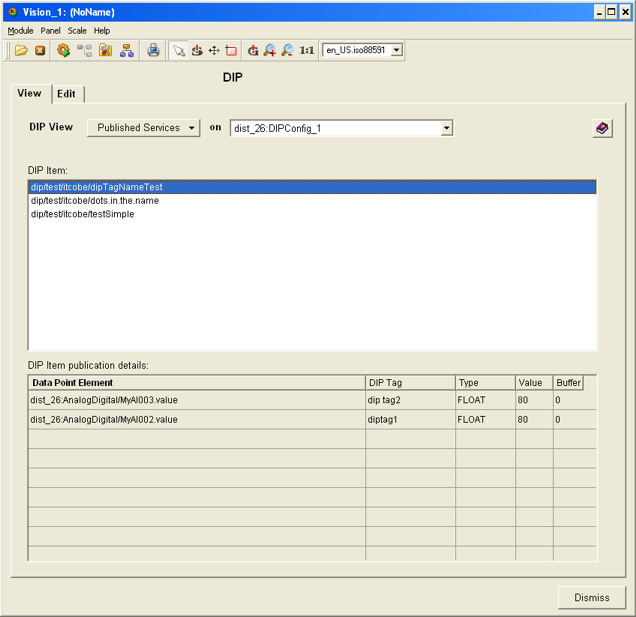 Vision_1: (NoName)
Module Panel Scale Help
1:1 en_US.iso88591
DIP
View Edit
DIP View Published Services on dist_26:DIPConfig_1
DIP Item:
dip/test/itcobe/dipTagNameTest
dip/test/itcobe/dots.in.the.name
dip/test/itcobe/testSimple
DIP Item publication details:
Data Point Element DIP Tag Type Value Buffer
dist_26:AnalogDigital/MyAI003.value dip tag2 FLOAT 80 0
dist_26:AnalogDigital/MyAI002.value diptag1 FLOAT 80 0
Dismiss